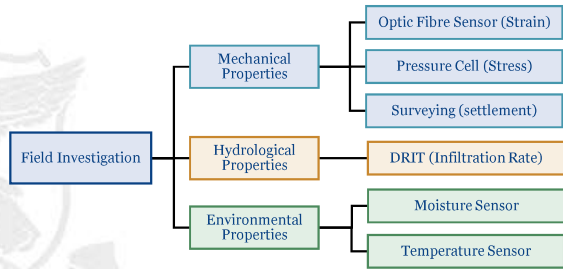 Field Investigation
Mechanical
Properties
Optic Fibre Sensor (Strain)
Pressure Cell (Stress)
Surveying (settlement)
Hydrological
Properties
DRIT (Infiltration Rate)
Environmental
Properties
Moisture Sensor
Temperature Sensor